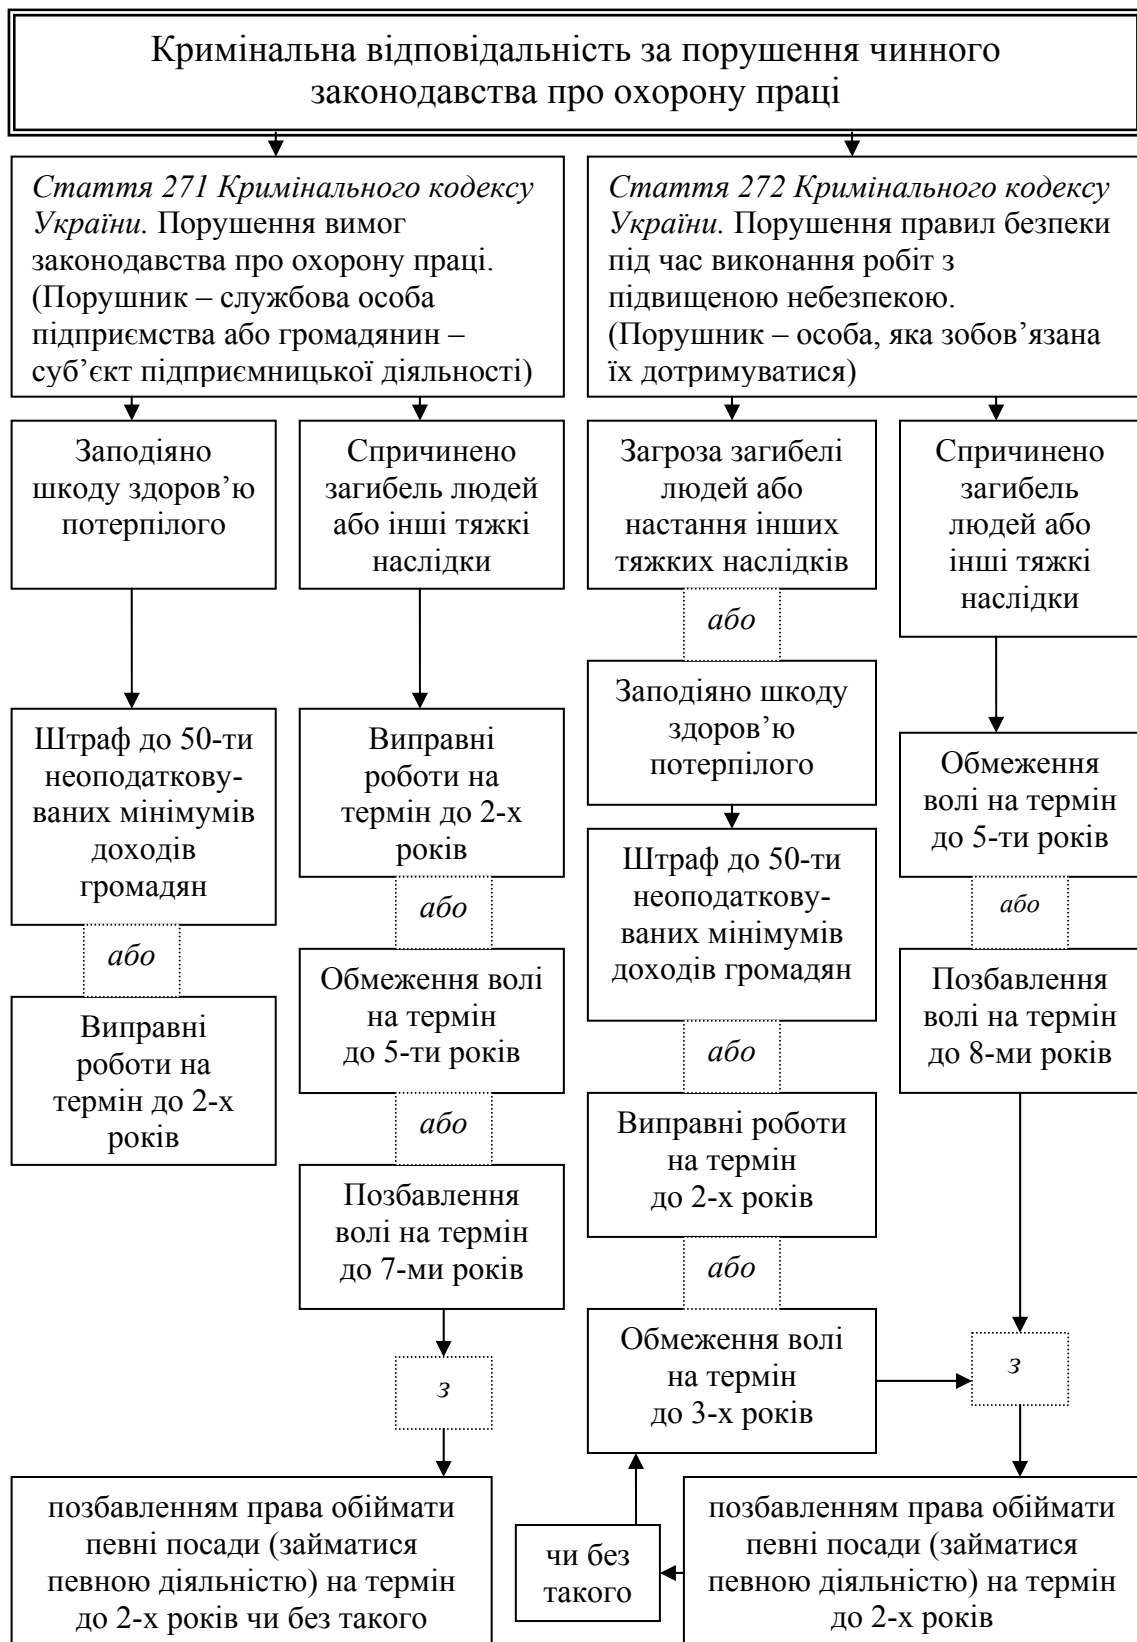 Кримінальна відповідальність за порушення чинного
законодавства про охорону праці
Стаття 271 Кримінального кодексу
України. Порушення вимог
законодавства про охорону праці.
(Порушник – службова особа
підприємства або громадянин –
суб’єкт підприємницької діяльності)
Стаття 272 Кримінального кодексу
України. Порушення правил безпеки
під час виконання робіт з
підвищеною небезпекою.
(Порушник – особа, яка зобов’язана
їх дотримуватися)
Заподіяно
шкоду здоров’ю
потерпілого
Штраф до 50-ти
неоподаткову-
ваних мінімумів
доходів
громадян
або
Виправні
роботи на
термін до 2-х
років
Спричинено
загибель людей
або інші тяжкі
наслідки
Виправні
роботи на
термін до 2-х
років
або
Обмеження волі
на термін
до 5-ти років
або
Позбавлення
волі на термін
до 7-ми років
з
позбавленням права обіймати
певні посади (займатися
певною діяльністю) на термін
до 2-х років чи без такого
Загроза загибелі
людей або
настання інших
тяжких наслідків
або
Заподіяно шкоду
здоров’ю
потерпілого
Штраф до 50-ти
неоподаткову-
ваних мінімумів
доходів громадян
або
Виправні роботи
на термін
до 2-х років
або
Обмеження волі
на термін
до 3-х років
Спричинено
загибель
людей або
інші тяжкі
наслідки
Обмеження
волі на термін
до 5-ти років
або
Позбавлення
волі на термін
до 8-ми років
з
позбавленням права обіймати
певні посади (займатися
певною діяльністю) на термін
до 2-х років
чи без
такого